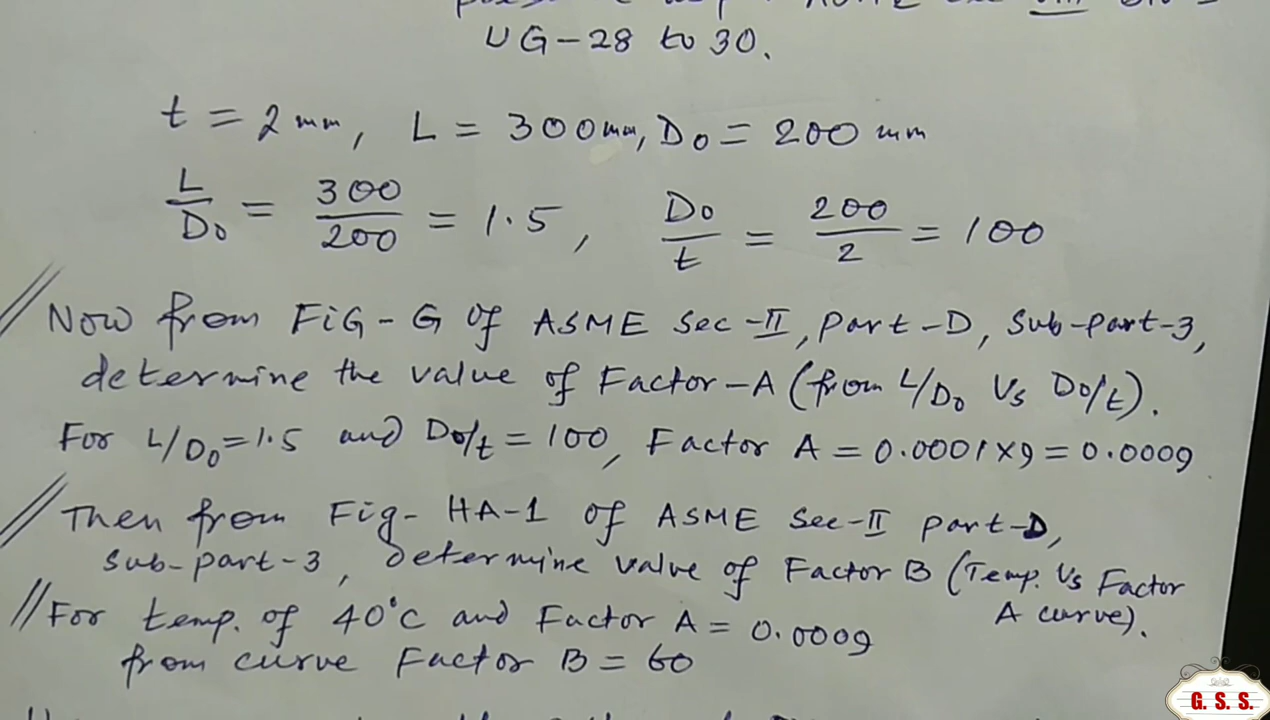 UG-28 to 30.
t = 2 mm, L = 300mm, Do = 200 mm
L/Do = 300/200 = 1.5, Do/t = 200/2 = 100
// Now from FiG-G of ASME Sec-II, Part-D, Sub-part-3,
determine the value of Factor-A (from L/Do Vs Do/t).
For L/Do = 1.5 and Do/t = 100, Factor A = 0.0001x9 = 0.0009
// Then from Fig- HA-1 of ASME Sec-II Part-D,
Sub-part-3, determine value of Factor B (Temp. Vs Factor
A curve).
// For temp. of 40°C and Factor A = 0.0009
from curve Factor B = 60
G. S. S.